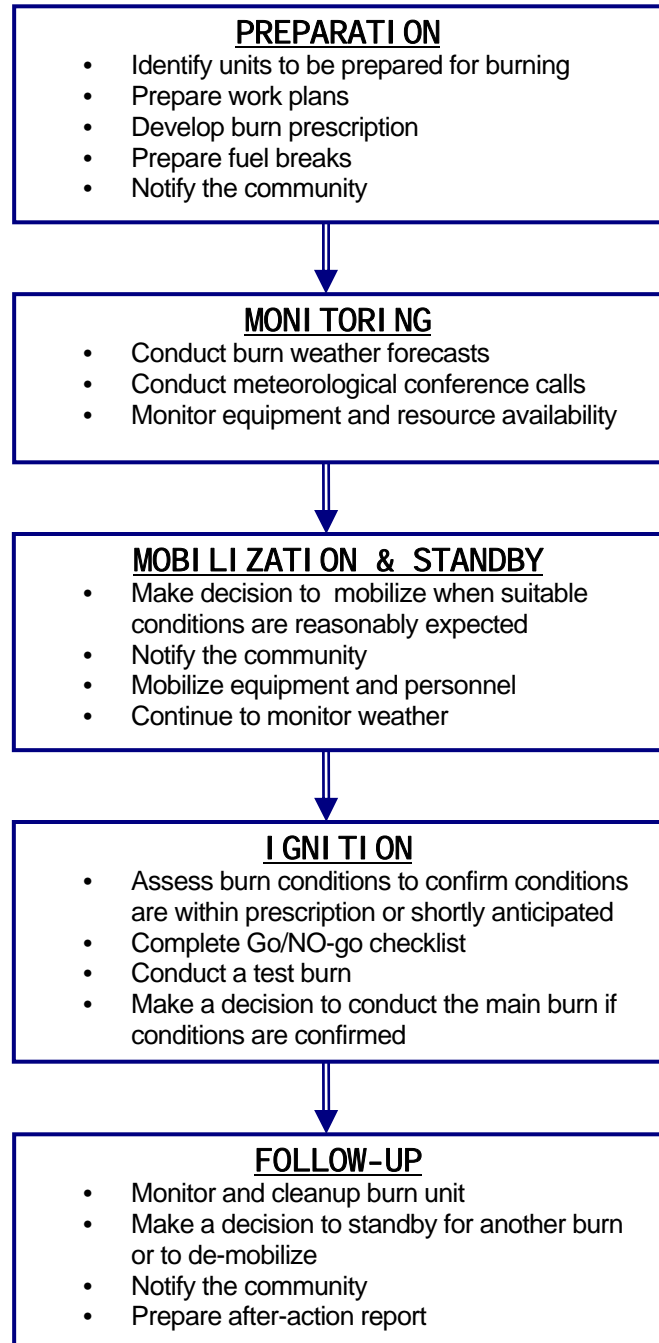 PREPARATION
• Identify units to be prepared for burning
• Prepare work plans
• Develop burn prescription
• Prepare fuel breaks
• Notify the community
MONITORING
• Conduct burn weather forecasts
• Conduct meteorological conference calls
• Monitor equipment and resource availability
MOBILIZATION & STANDBY
• Make decision to mobilize when suitable
conditions are reasonably expected
• Notify the community
• Mobilize equipment and personnel
• Continue to monitor weather
IGNITION
• Assess burn conditions to confirm conditions
are within prescription or shortly anticipated
• Complete Go/NO-go checklist
• Conduct a test burn
• Make a decision to conduct the main burn if
conditions are confirmed
FOLLOW-UP
• Monitor and cleanup burn unit
• Make a decision to standby for another burn
or to de-mobilize
• Notify the community
• Prepare after-action report